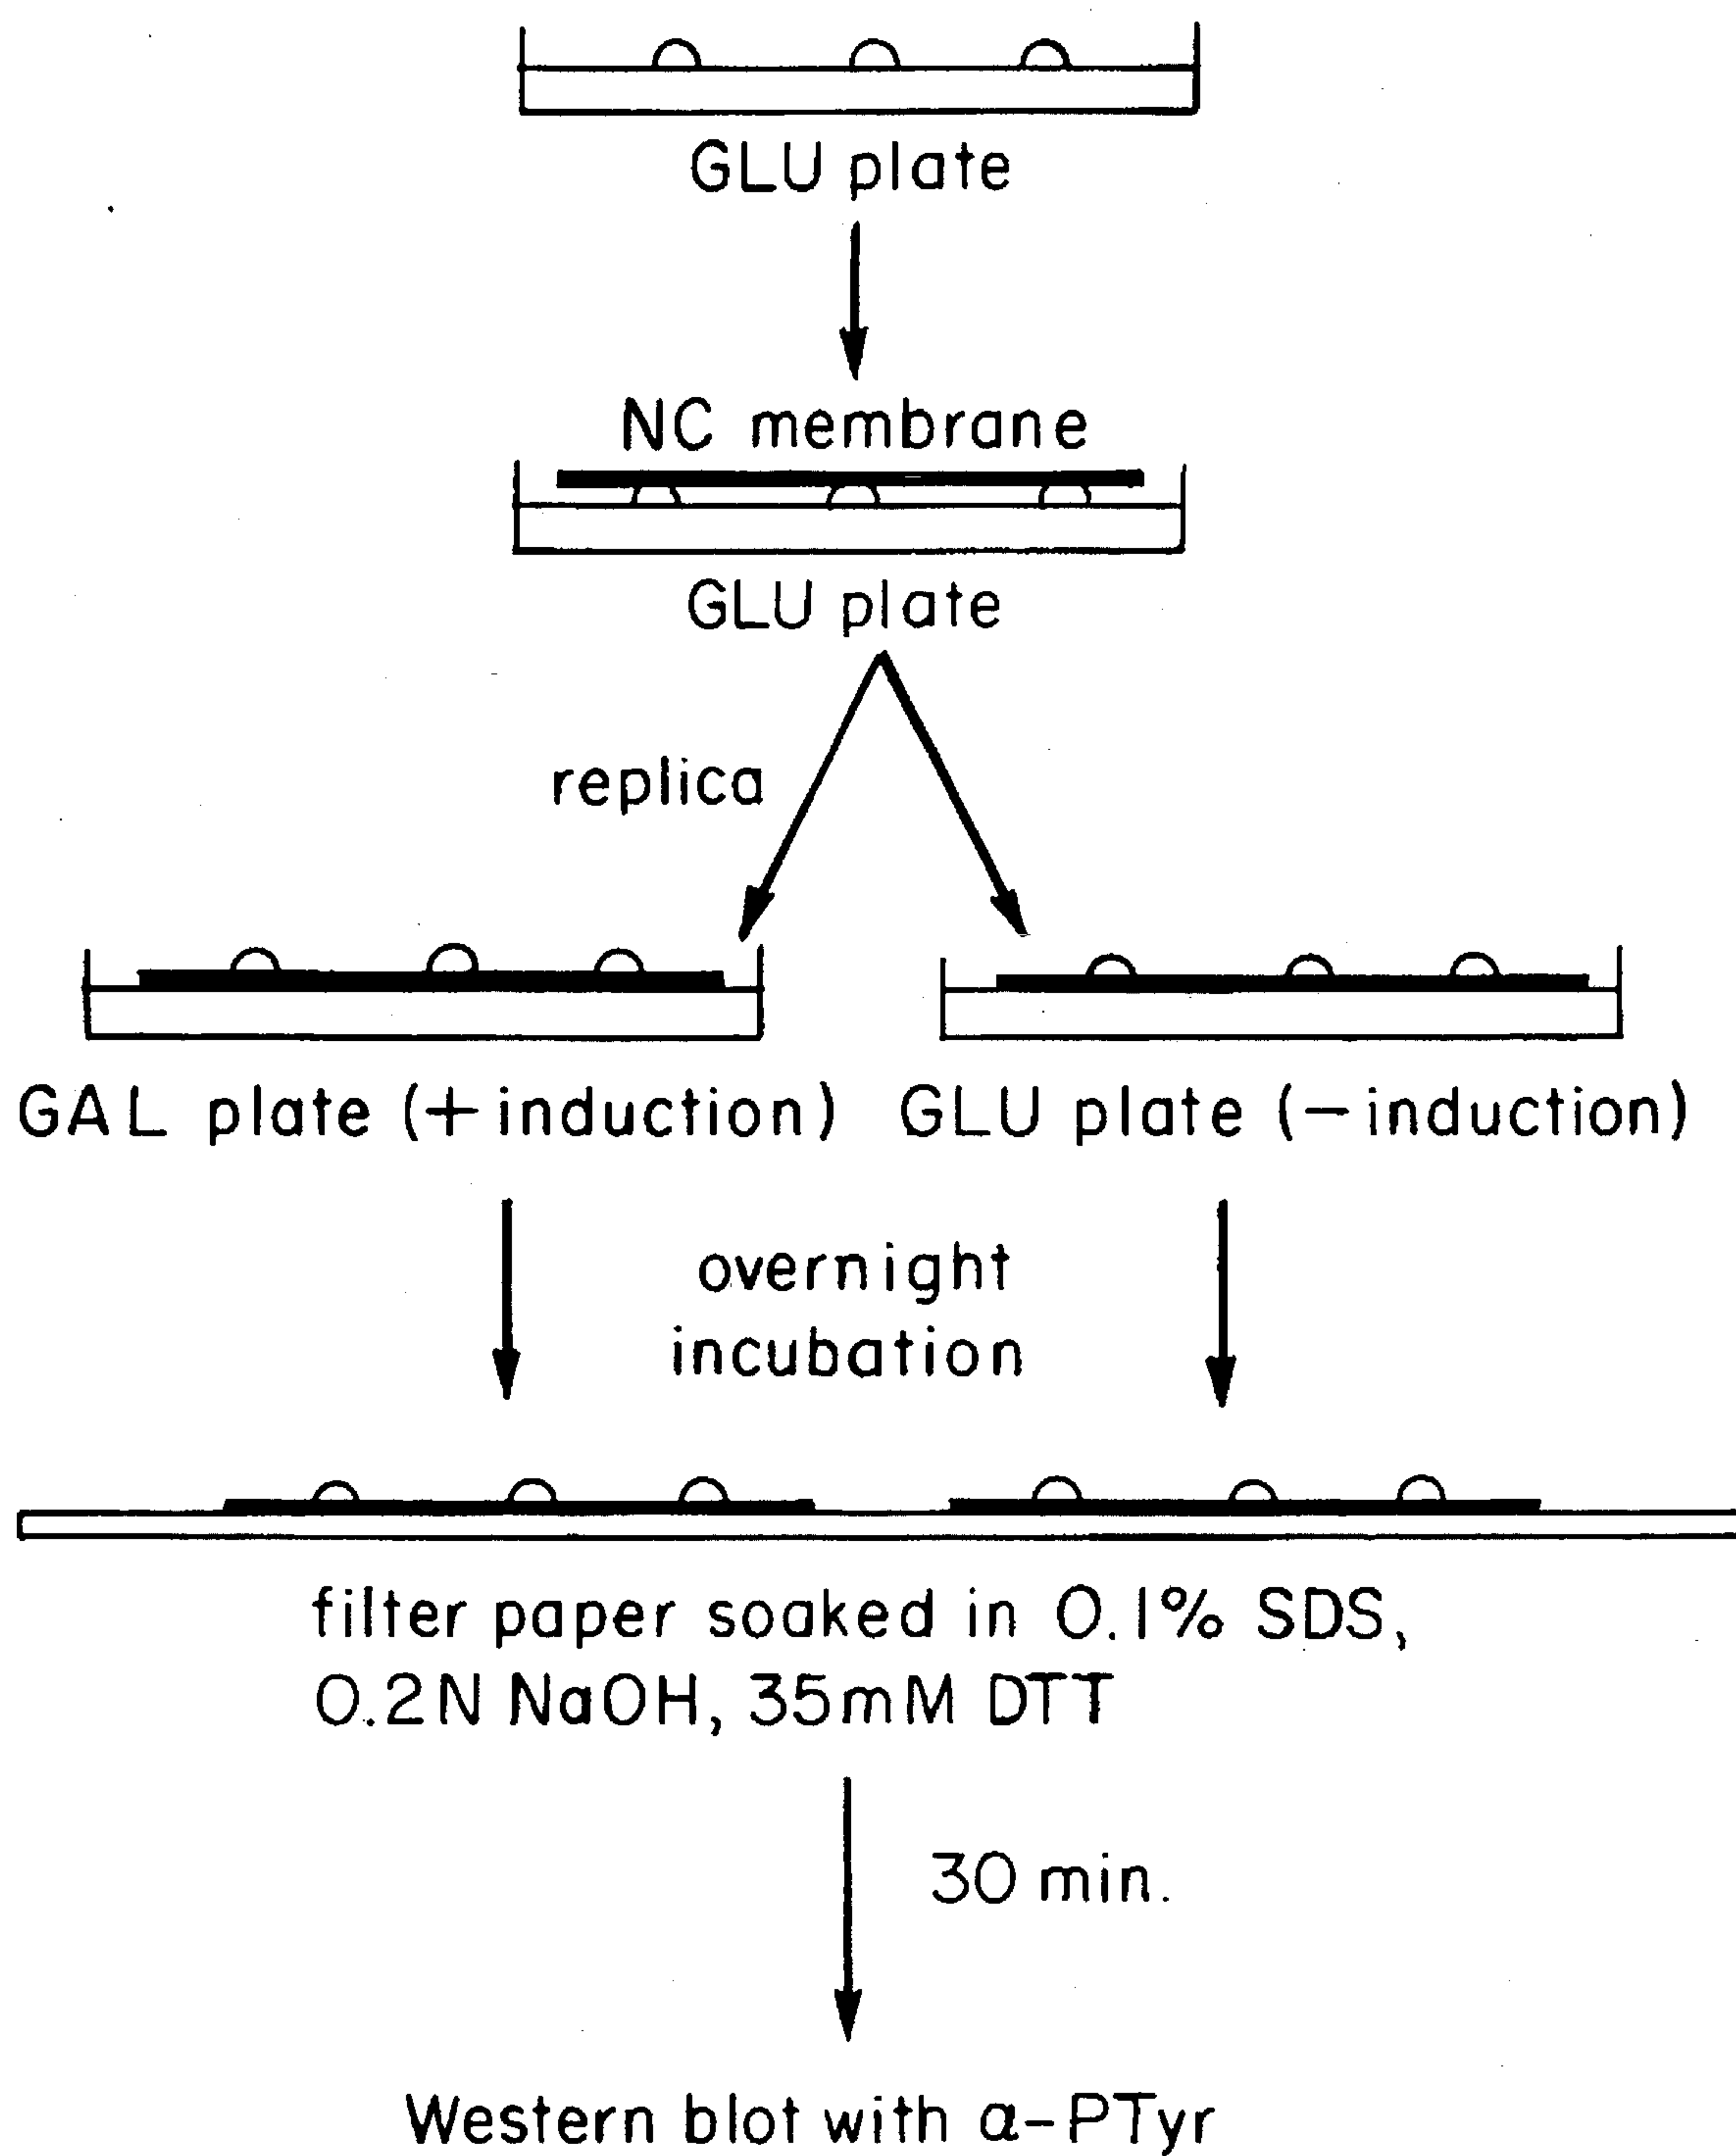 GLU plate
NC membrane
GLU plate
replica
GAL plate (+ induction)
GLU plate (− induction)
overnight
incubation
filter paper soaked in 0.1% SDS,
0.2N NaOH, 35mM DTT
30 min.
Western blot with α-PTyr